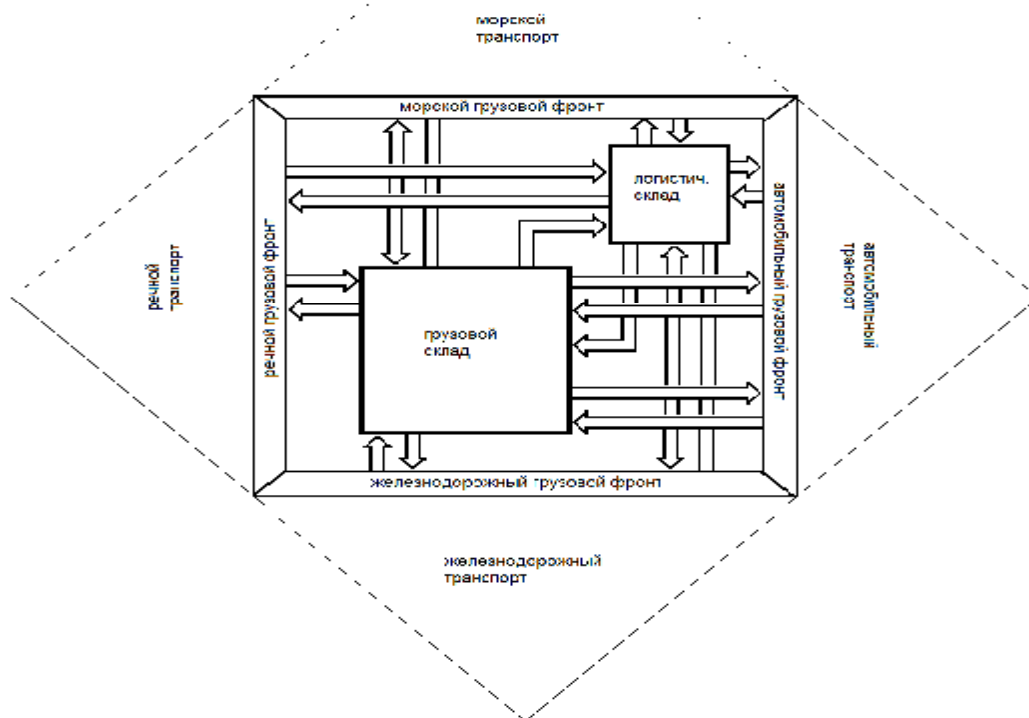 морской
транспорт
морской грузовой фронт
логистич.
склад
речной
транспорт
речной грузовой фронт
грузовой
склад
автомобильный грузовой фронт
автомобильный
транспорт
железнодорожный грузовой фронт
железнодорожный
транспорт